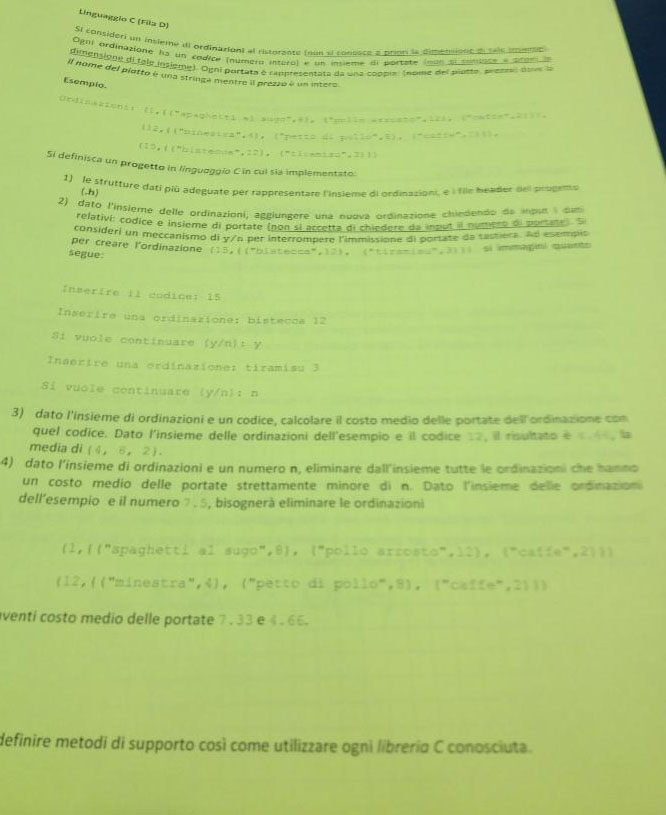 Linguaggio C (Fila D)
Si consideri un insieme di ordinazioni al ristorante (non si conosce a priori la dimensione di tale insieme).
Ogni ordinazione ha un codice (numero intero) e un insieme di portate (non si conosce a priori la
dimensione di tale insieme). Ogni portata è rappresentata da una coppia: (nome del piatto, prezzo) dove il
il nome del piatto è una stringa mentre il prezzo è un intero.
Esempio.
Ordinazioni: (1,{("spaghetti al sugo",8), ("pollo arrosto",12), ("caffe",2)}),
(12,{("minestra",4), ("petto di pollo",8), ("caffe",2)}),
(15,{("bistecca",12), ("tiramisu",3)})
Si definisca un progetto in linguaggio C in cui sia implementato:
1) le strutture dati più adeguate per rappresentare l'insieme di ordinazioni, e i file header del progetto
(.h)
2) dato l'insieme delle ordinazioni, aggiungere una nuova ordinazione chiedendo da input i dati
relativi: codice e insieme di portate (non si accetta di chiedere da input il numero di portate). Si
consideri un meccanismo di y/n per interrompere l'immissione di portate da tastiera. Ad esempio
per creare l'ordinazione (15,{("bistecca",12), ("tiramisu",3)}) si immagini quanto
segue:
Inserire il codice: 15
Inserire una ordinazione: bistecca 12
Si vuole continuare (y/n): y
Inserire una ordinazione: tiramisu 3
Si vuole continuare (y/n): n
3) dato l'insieme di ordinazioni e un codice, calcolare il costo medio delle portate dell'ordinazione con
quel codice. Dato l'insieme delle ordinazioni dell'esempio e il codice 12, il risultato è 4.66, la
media di (4, 8, 2).
4) dato l'insieme di ordinazioni e un numero n, eliminare dall'insieme tutte le ordinazioni che hanno
un costo medio delle portate strettamente minore di n. Dato l'insieme delle ordinazioni
dell'esempio e il numero 7.5, bisognerà eliminare le ordinazioni
(1,{("spaghetti al sugo",8), ("pollo arrosto",12), ("caffe",2)})
(12,{("minestra",4), ("petto di pollo",8), ("caffe",2)})
aventi costo medio delle portate 7.33 e 4.66.
definire metodi di supporto così come utilizzare ogni libreria C conosciuta.